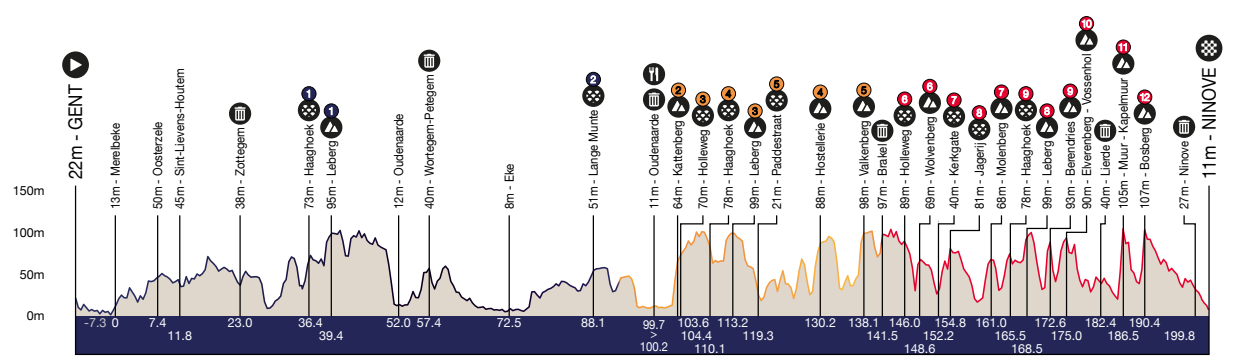 22m - GENT
13m - Merelbeke
50m - Oosterzele
45m - Sint-Lievens-Houtem
38m - Zottegem
1
73m - Haaghoek
1
95m - Leberg
12m - Oudenaarde
40m - Wortegem-Petegem
8m - Eke
2
51m - Lange Munte
11m - Oudenaarde
2
64m - Kattenberg
3
70m - Holleweg
4
78m - Haaghoek
3
99m - Leberg
5
21m - Paddestraat
4
88m - Hostellerie
5
98m - Valkenberg
97m - Brakel
6
89m - Holleweg
6
69m - Wolvenberg
7
40m - Kerkgate
8
81m - Jagerij
7
68m - Molenberg
9
78m - Haaghoek
8
99m - Leberg
9
93m - Berendries
10
90m - Elverenberg - Vossenhol
40m - Lierde
11
105m - Muur - Kapelmuur
12
107m - Bosberg
27m - Ninove
11m - NINOVE
150m
100m
50m
0m
-7.3 0 7.4 23.0 36.4 52.0 57.4 72.5 88.1 99.7 103.6 113.2 130.2 138.1 146.0 154.8 161.0 172.6 182.4 190.4
11.8 39.4 > 104.4 119.3 141.5 152.2 165.5 175.0 186.5 199.8
100.2 110.1 148.6 168.5